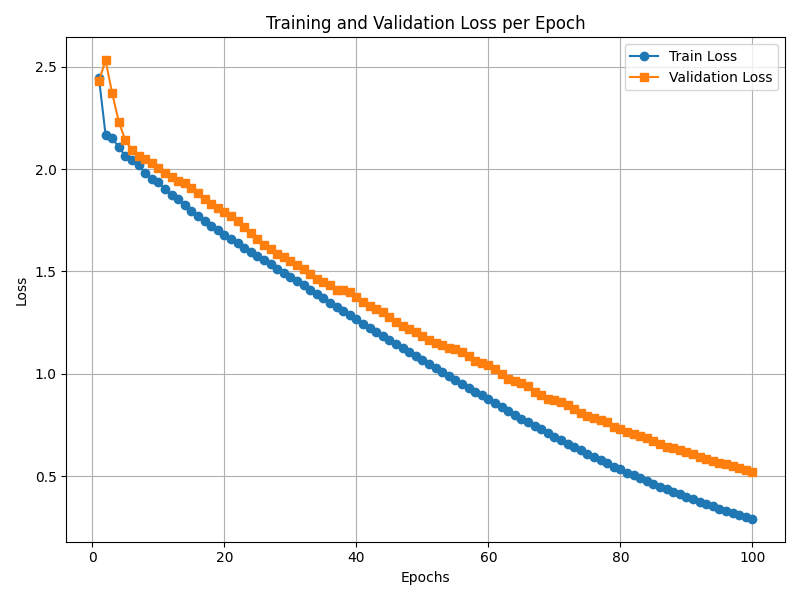 Training and Validation Loss per Epoch
Train Loss
Validation Loss
2.5
2.0
1.5
1.0
0.5
Loss
0 20 40 60 80 100
Epochs